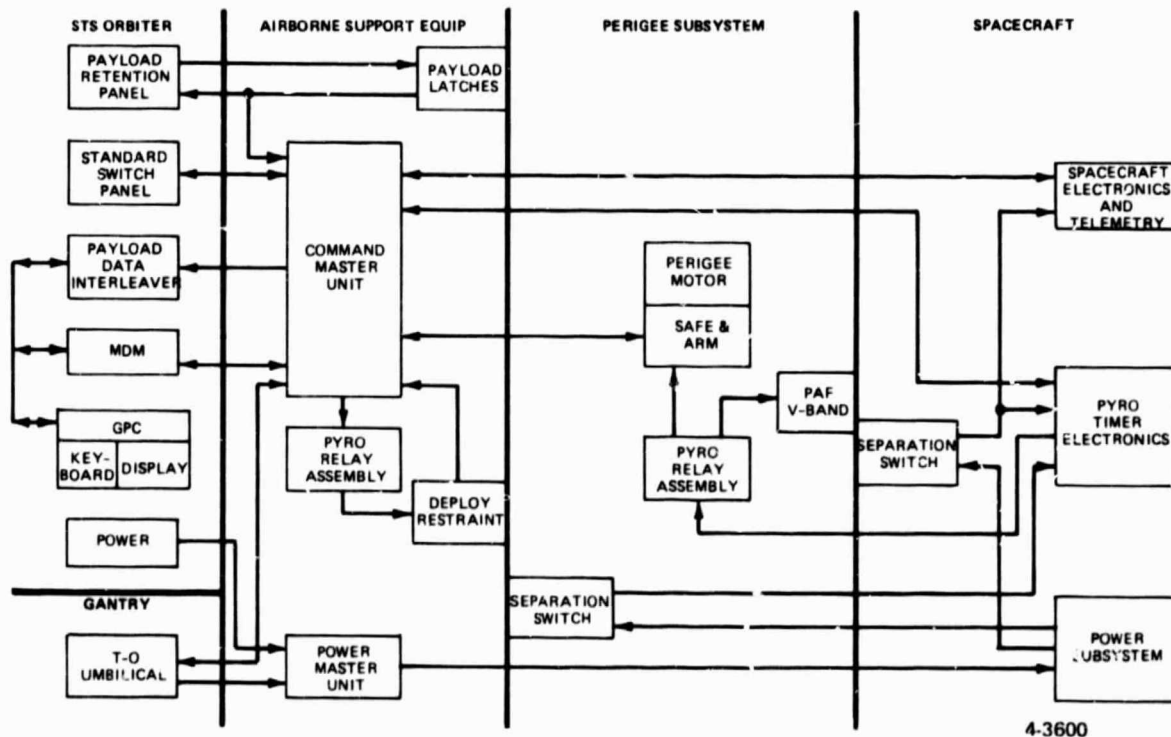 STS ORBITER
AIRBORNE SUPPORT EQUIP
PERIGEE SUBSYSTEM
SPACECRAFT
PAYLOAD
RETENTION
PANEL
PAYLOAD
LATCHES
STANDARD
SWITCH
PANEL
PAYLOAD
DATA
INTERLEAVER
MDM
GPC
KEY-
BOARD
DISPLAY
POWER
GANTRY
T-O
UMBILICAL
COMMAND
MASTER
UNIT
PYRO
RELAY
ASSEMBLY
DEPLOY
RESTRAINT
POWER
MASTER
UNIT
PERIGEE
MOTOR
SAFE &
ARM
PAF
V-BAND
PYRO
RELAY
ASSEMBLY
SEPARATION
SWITCH
SPACECRAFT
ELECTRONICS
AND
TELEMETRY
PYRO
TIMER
ELECTRONICS
SEPARATION
SWITCH
POWER
SUBSYSTEM
4-3600